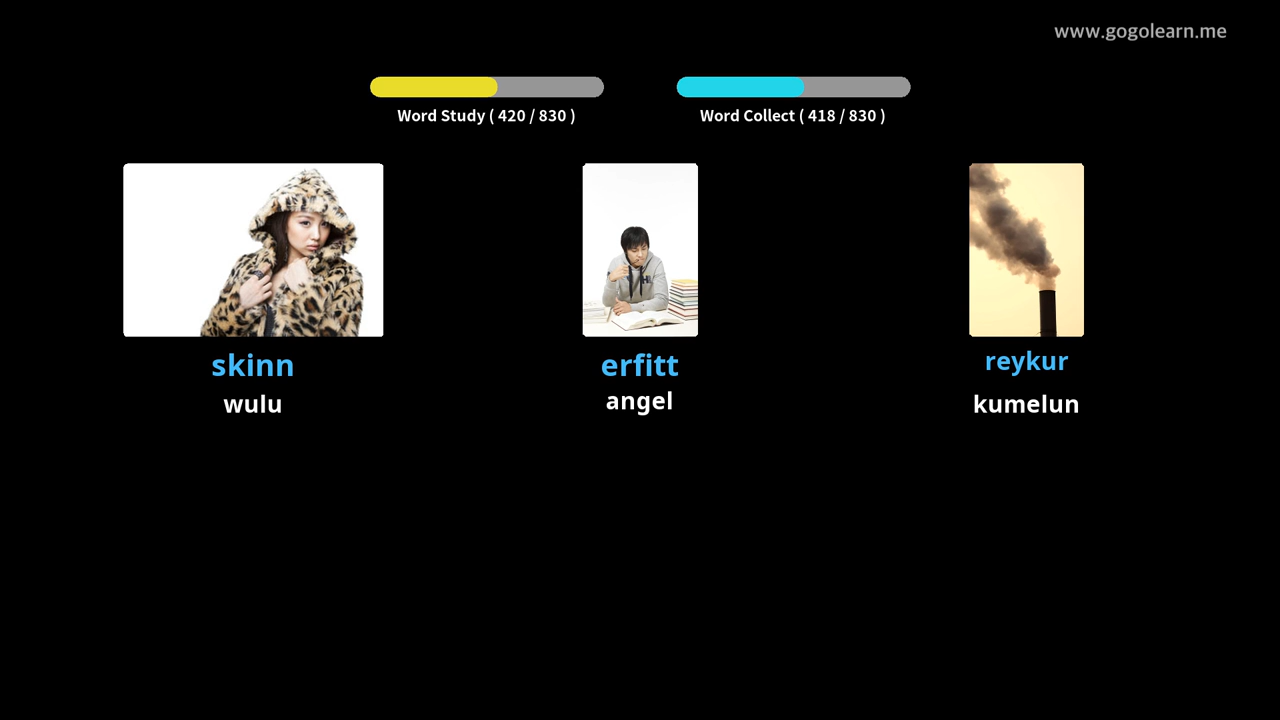 www.gogolearn.me
Word Study ( 420 / 830 )
Word Collect ( 418 / 830 )
skinn
wulu
erfitt
angel
reykur
kumelun